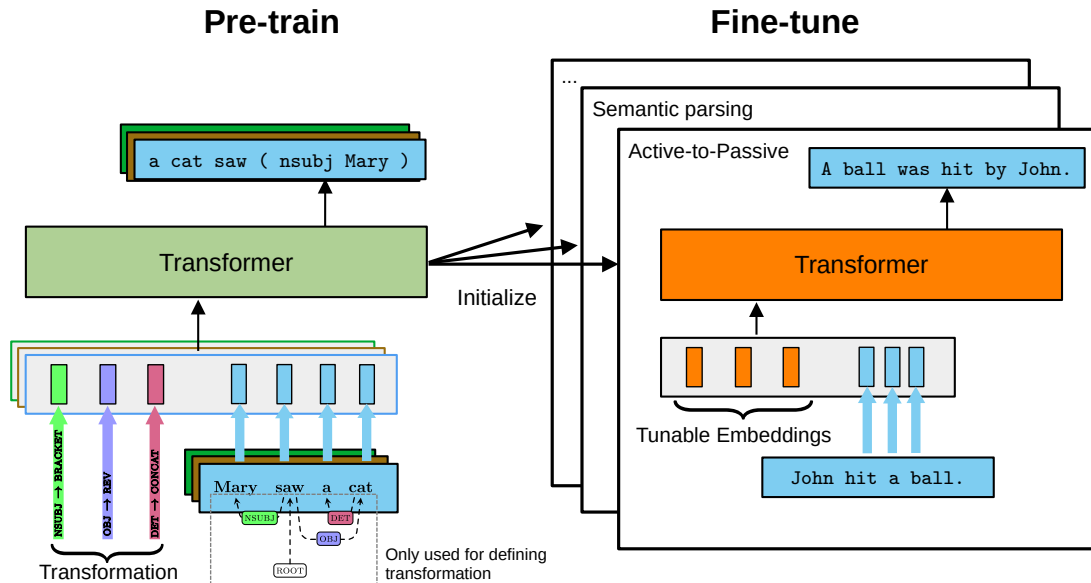 Pre-train
Fine-tune
...
Semantic parsing
Active-to-Passive
a cat saw ( nsubj Mary )
A ball was hit by John.
Transformer
Transformer
Initialize
Tunable Embeddings
NSUBJ → BRACKET
OBJ → REV
DET → CONCAT
Mary saw a cat
NSUBJ
DET
OBJ
ROOT
John hit a ball.
Transformation
Only used for defining
transformation